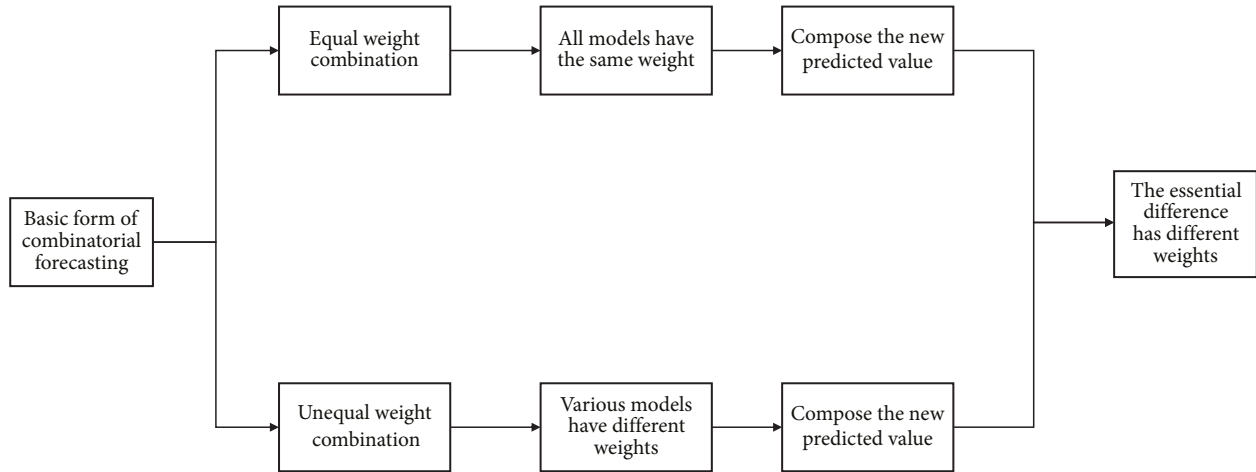 Equal weight
combination
All models have
the same weight
Compose the new
predicted value
Basic form of
combinatorial
forecasting
The essential
difference
has different
weights
Unequal weight
combination
Various models
have different
weights
Compose the new
predicted value